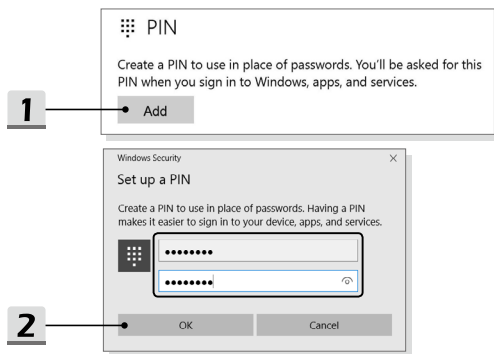 PIN
Create a PIN to use in place of passwords. You'll be asked for this
PIN when you sign in to Windows, apps, and services.
1
Add
Windows Security
Set up a PIN
Create a PIN to use in place of passwords. Having a PIN
makes it easier to sign in to your device, apps, and services.
2
OK Cancel